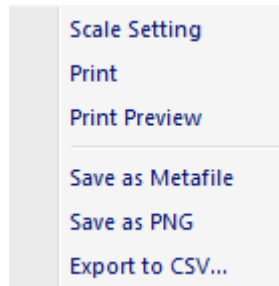 Scale Setting
Print
Print Preview
Save as Metafile
Save as PNG
Export to CSV...